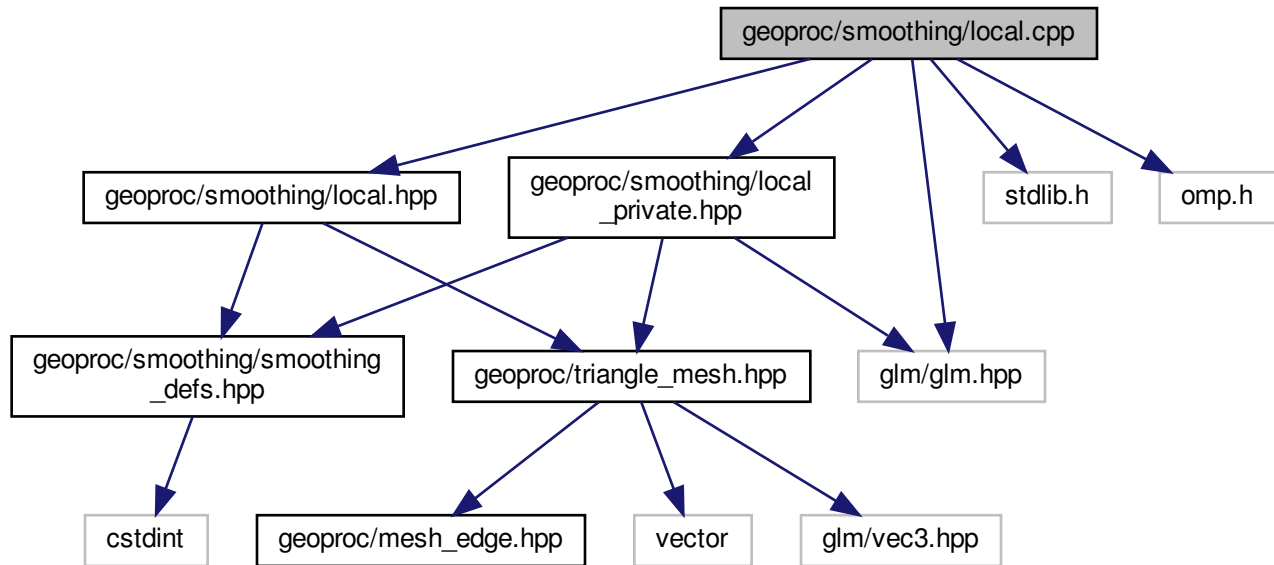 geoproc/smoothing/local.cpp
geoproc/smoothing/local.hpp
geoproc/smoothing/local
_private.hpp
stdlib.h
omp.h
geoproc/smoothing/smoothing
_defs.hpp
geoproc/triangle_mesh.hpp
glm/glm.hpp
cstdint
geoproc/mesh_edge.hpp
vector
glm/vec3.hpp